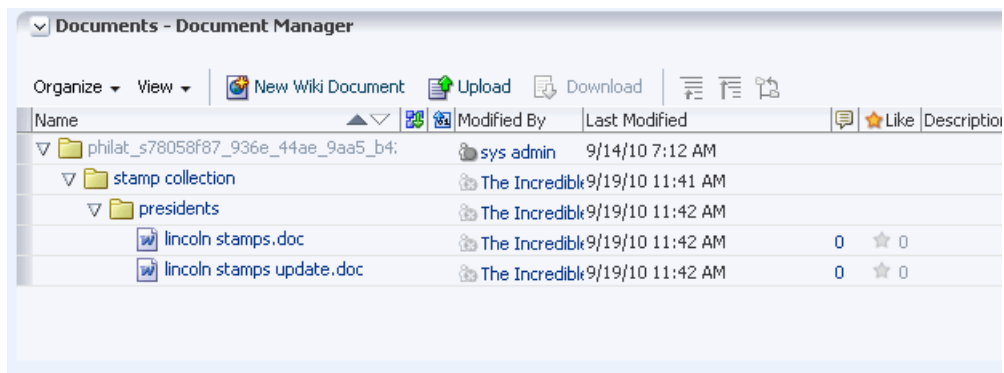 Documents - Document Manager
Organize View New Wiki Document Upload Download
Name Modified By Last Modified Like Description
philat_s78058f87_936e_44ae_9aa5_b4 sys admin 9/14/10 7:12 AM
stamp collection The Incredible 9/19/10 11:41 AM
presidents The Incredible 9/19/10 11:42 AM
lincoln stamps.doc The Incredible 9/19/10 11:42 AM 0 0
lincoln stamps update.doc The Incredible 9/19/10 11:42 AM 0 0